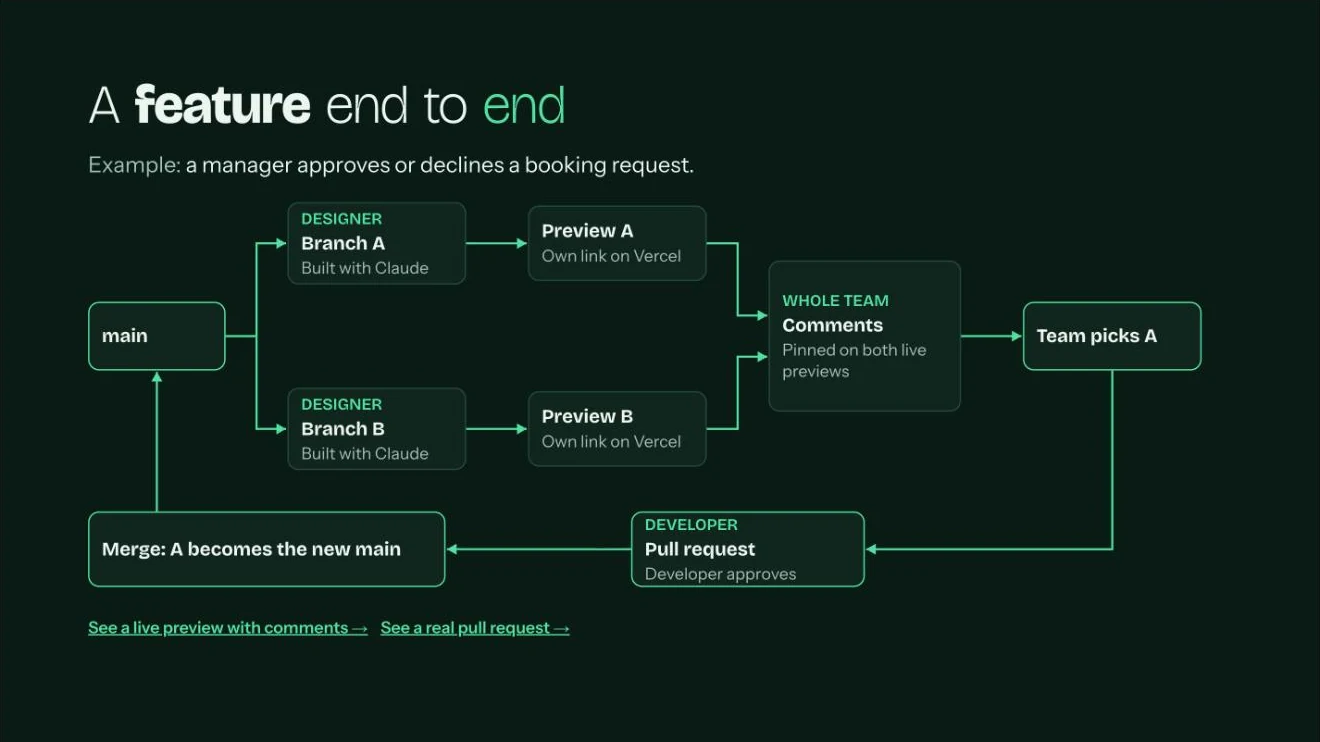 A feature end to end
Example: a manager approves or declines a booking request.
DESIGNER
Branch A
Built with Claude
Preview A
Own link on Vercel
main
WHOLE TEAM
Comments
Pinned on both live
previews
Team picks A
DESIGNER
Branch B
Built with Claude
Preview B
Own link on Vercel
Merge: A becomes the new main
DEVELOPER
Pull request
Developer approves
See a live preview with comments →
See a real pull request →